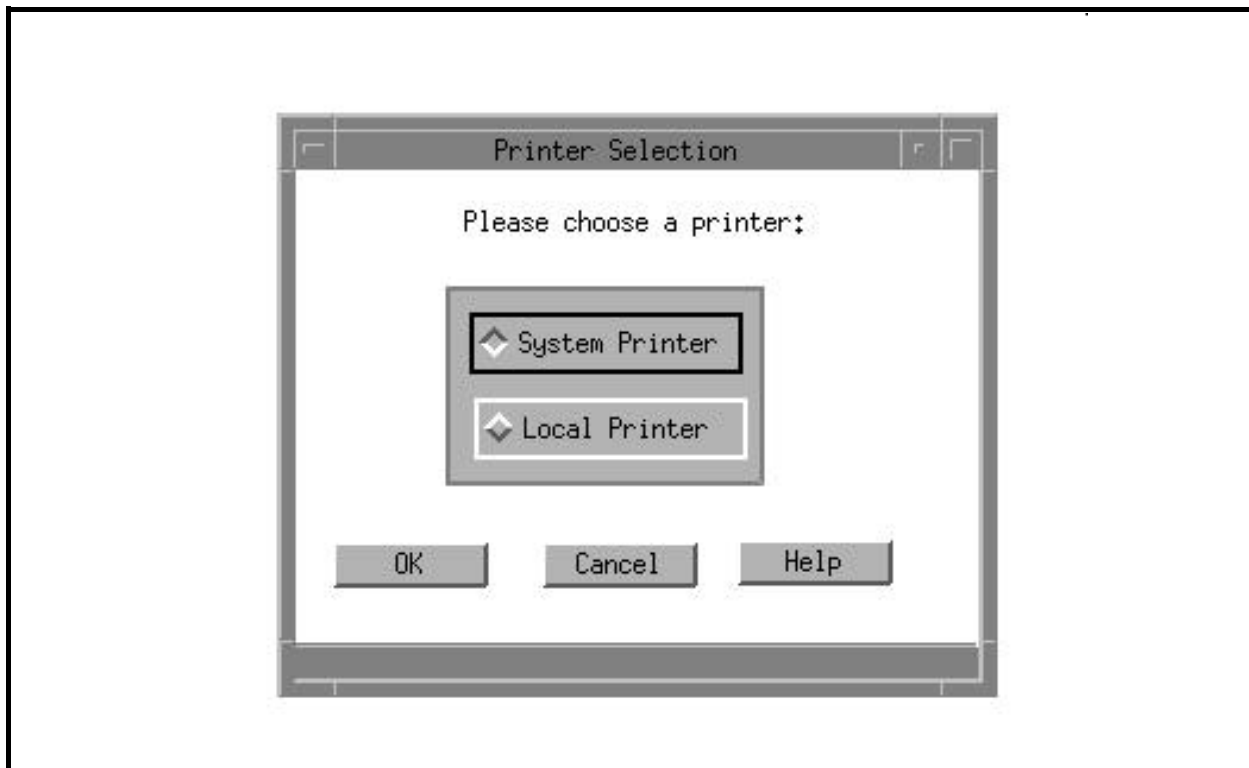 Printer Selection
Please choose a printer:
System Printer
Local Printer
OK Cancel Help